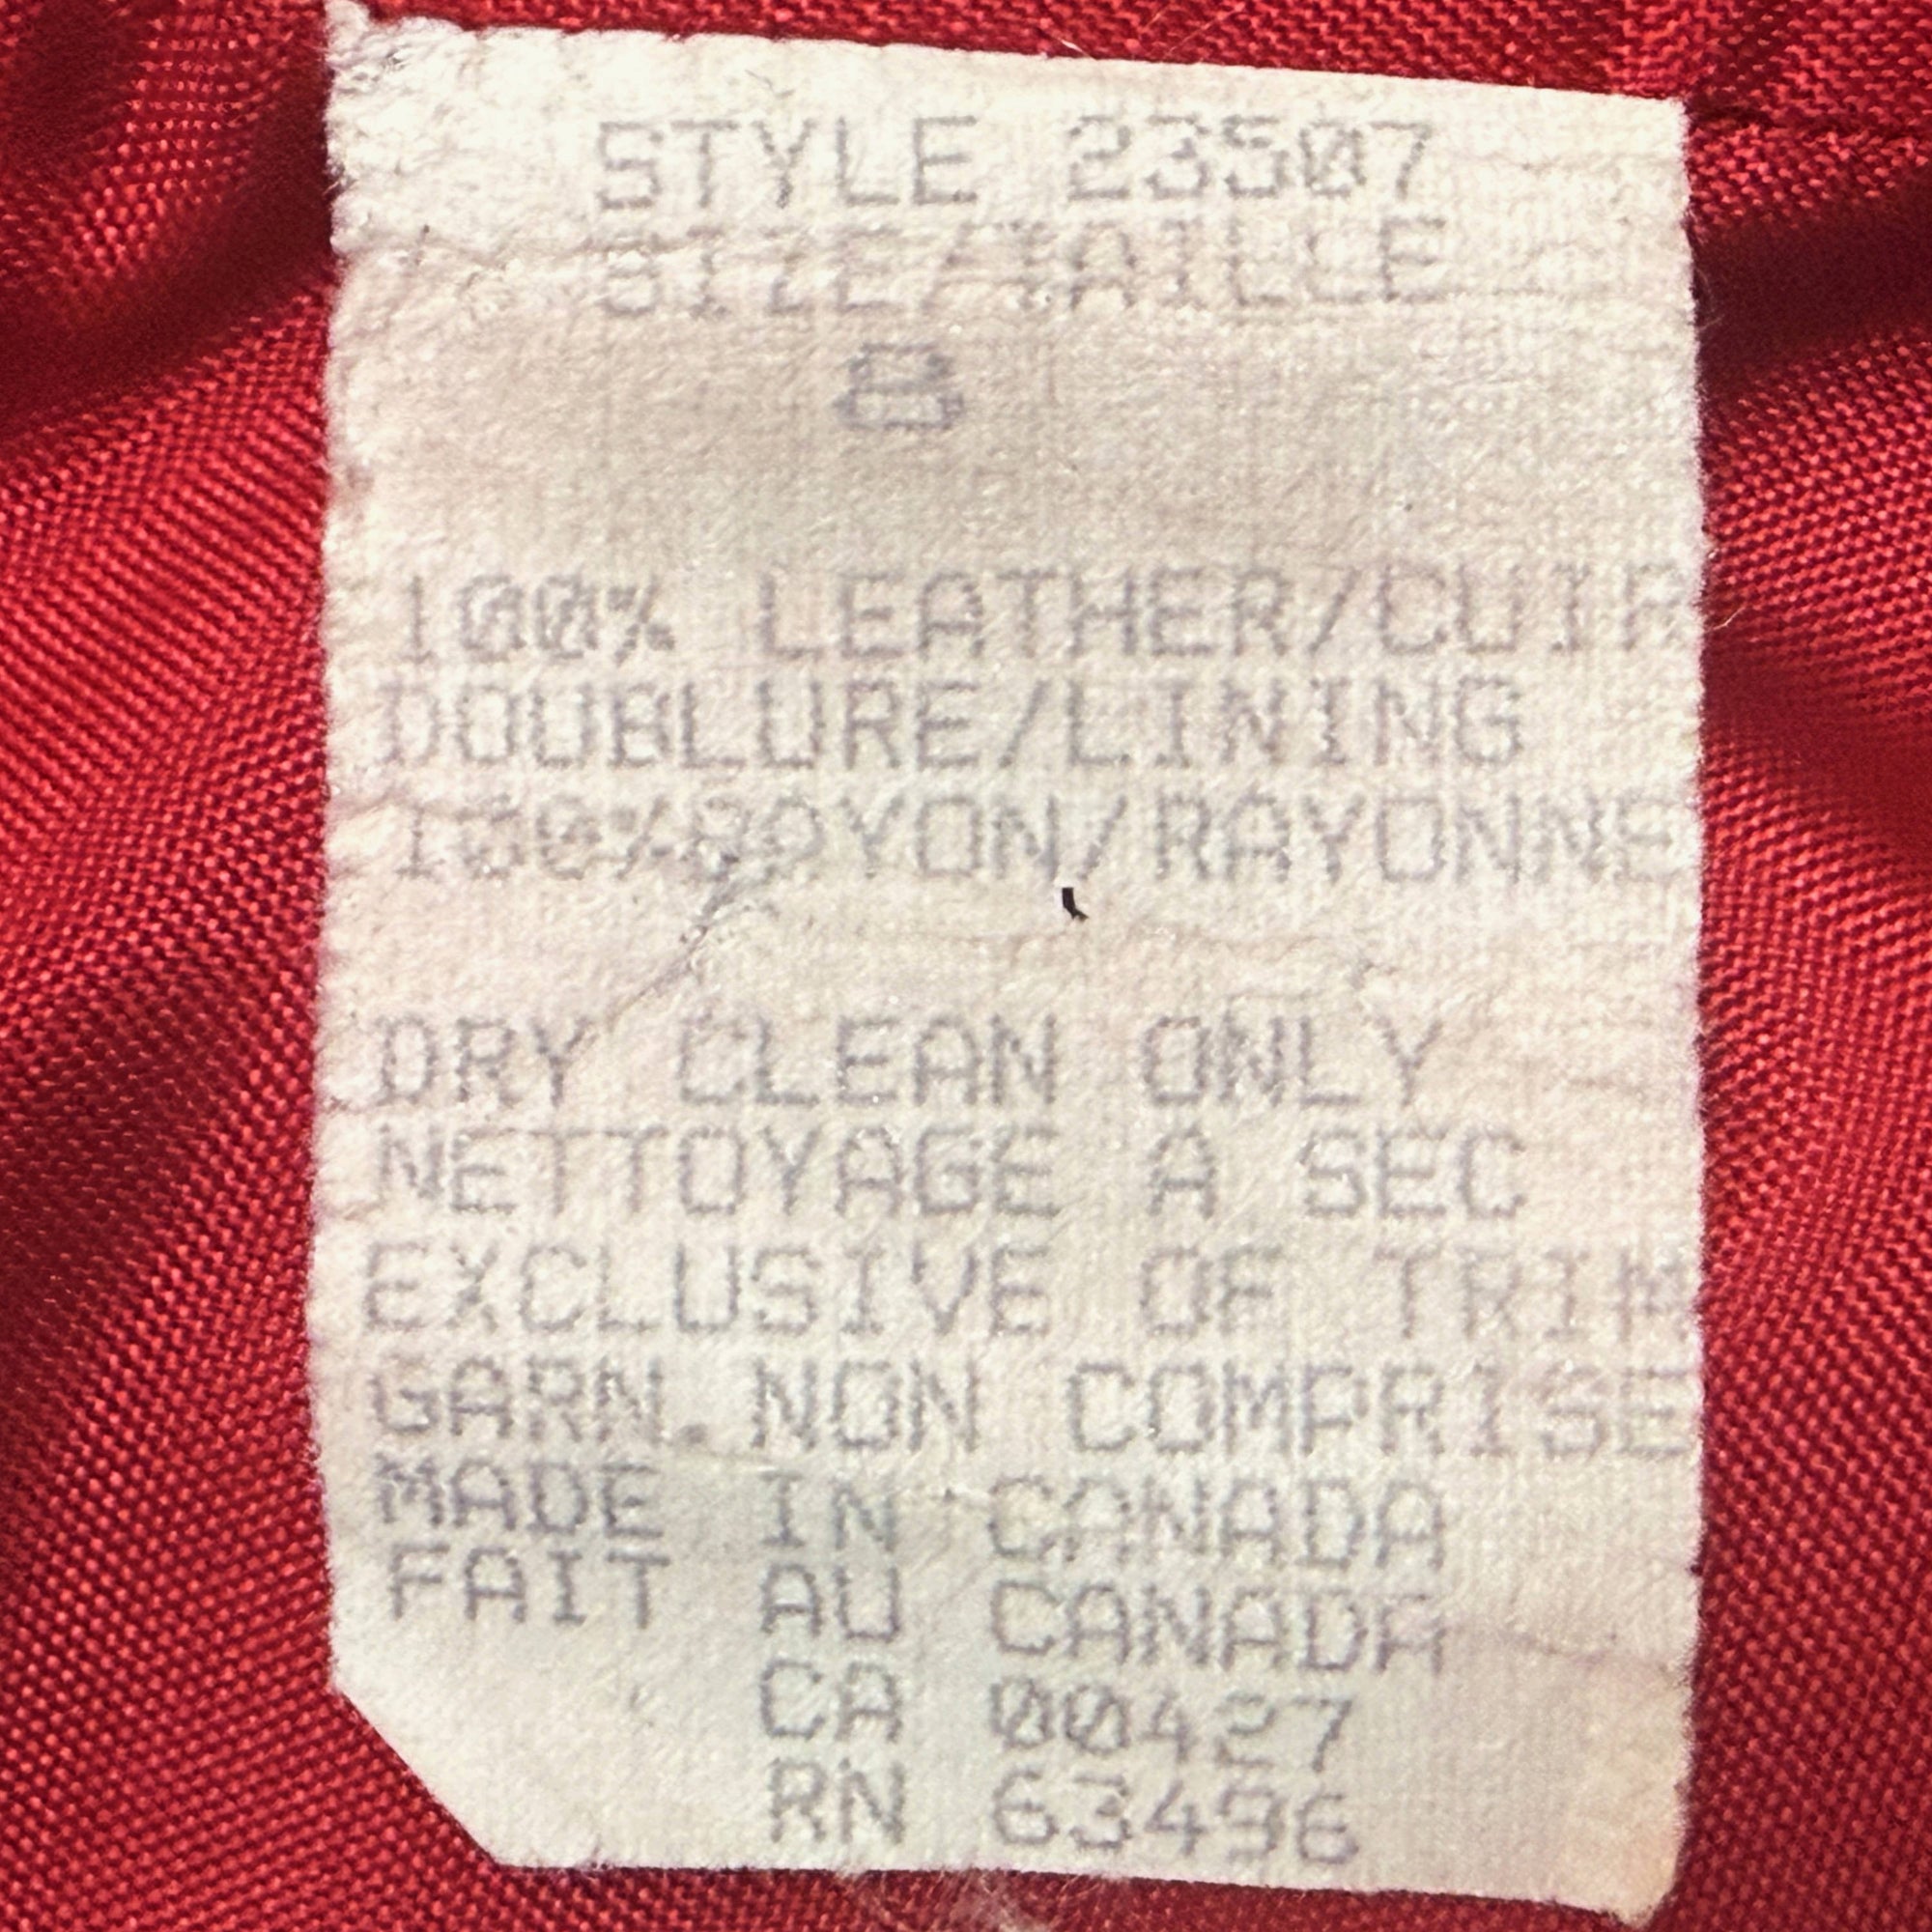 STYLE 23507
SIZE/TAILLE
8
100% LEATHER/CUIR
DOUBLURE/LINING
100% RAYON/RAYONNE
DRY CLEAN ONLY
NETTOYAGE A SEC
EXCLUSIVE OF TRIM
GARN. NON COMPRISE
MADE IN CANADA
FAIT AU CANADA
CA 00427
RN 63496